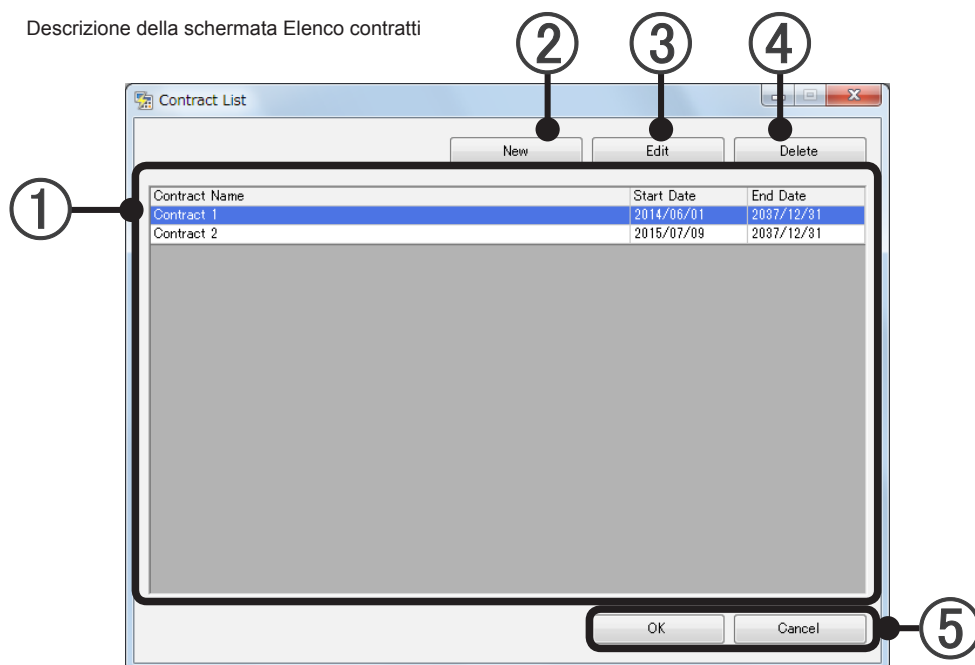 Descrizione della schermata Elenco contratti
② ③ ④
Contract List
New Edit Delete
①
Contract Name Start Date End Date
Contract 1 2014/06/01 2037/12/31
Contract 2 2015/07/09 2037/12/31
OK Cancel
⑤